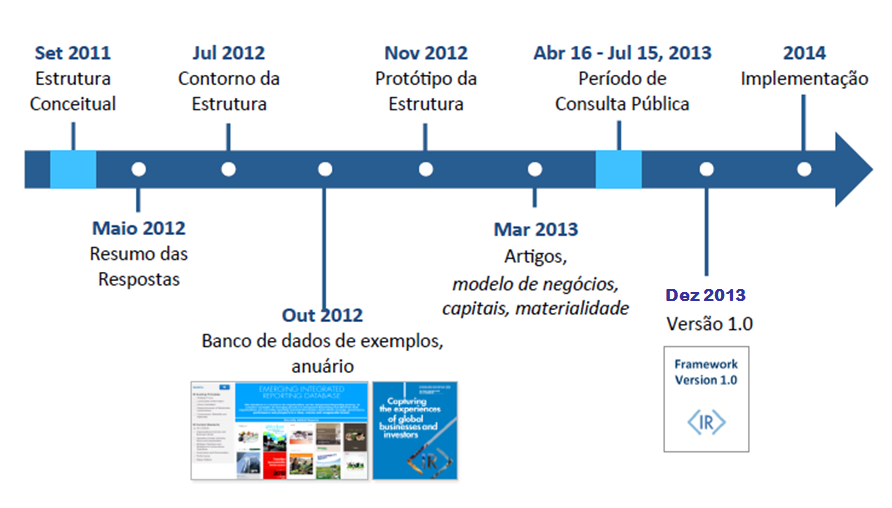 Set 2011
Estrutura
Conceitual
Jul 2012
Contorno da
Estrutura
Nov 2012
Protótipo da
Estrutura
Abr 16 - Jul 15, 2013
Período de
Consulta Pública
2014
Implementação
Maio 2012
Resumo das
Respostas
Out 2012
Banco de dados de exemplos,
anuário
Mar 2013
Artigos,
modelo de negócios,
capitais, materialidade
Dez 2013
Versão 1.0
EMERGING INTEGRATED
REPORTING DATABASE
Capturing
the experiences
of global
businesses and
investors
<IR>
Framework
Version 1.0
<IR>